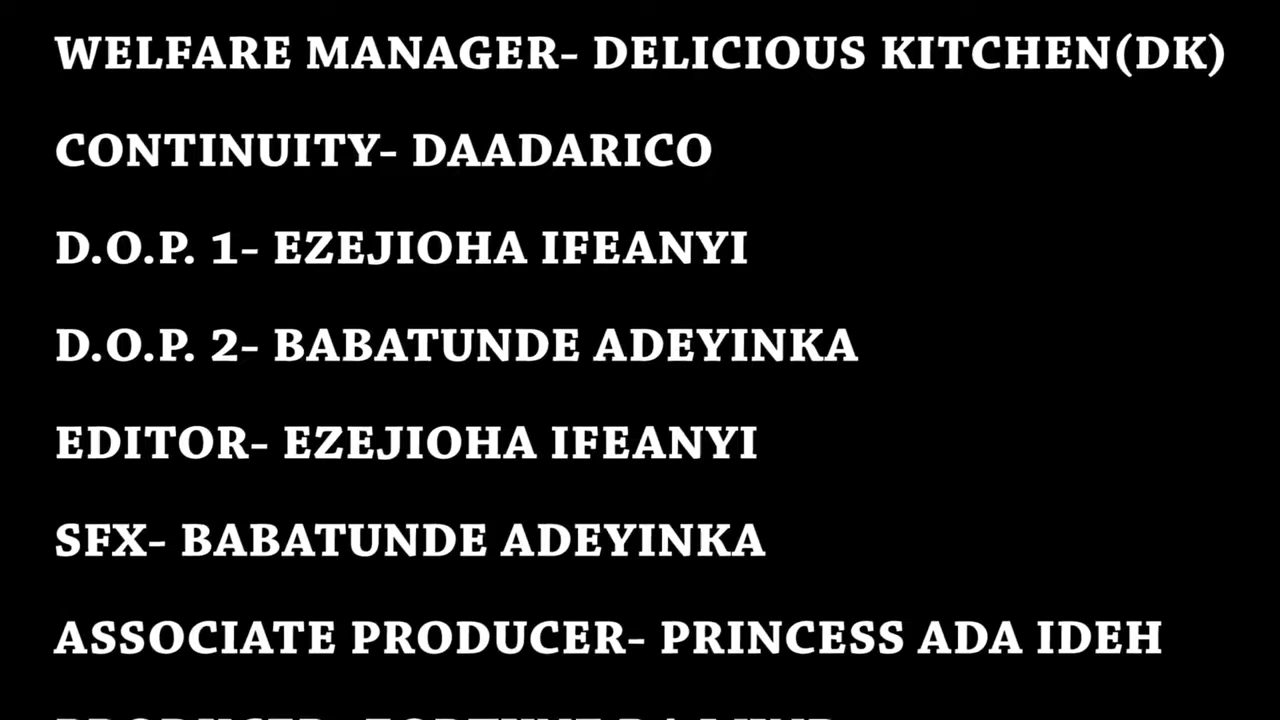 WELFARE MANAGER- DELICIOUS KITCHEN(DK)
CONTINUITY- DAADARICO
D.O.P. 1- EZEJIOHA IFEANYI
D.O.P. 2- BABATUNDE ADEYINKA
EDITOR- EZEJIOHA IFEANYI
SFX- BABATUNDE ADEYINKA
ASSOCIATE PRODUCER- PRINCESS ADA IDEH